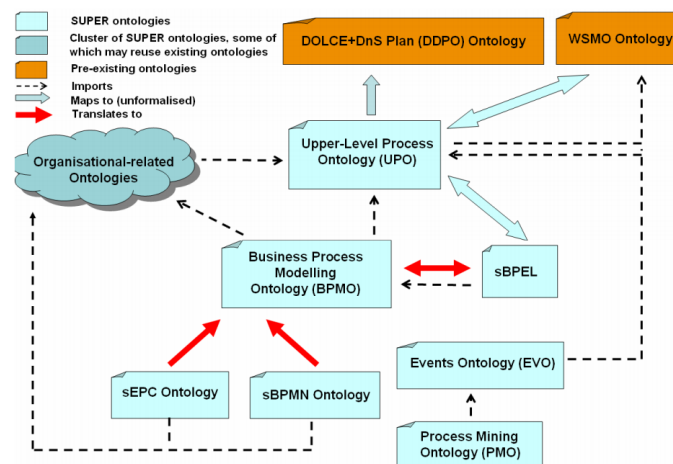 SUPER ontologies
Cluster of SUPER ontologies, some of
which may reuse existing ontologies
Pre-existing ontologies
Imports
Maps to (unformalised)
Translates to
DOLCE+DnS Plan (DDPO) Ontology
WSMO Ontology
Organisational-related
Ontologies
Upper-Level Process
Ontology (UPO)
Business Process
Modelling
Ontology (BPMO)
sBPEL
sEPC Ontology
sBPMN Ontology
Events Ontology (EVO)
Process Mining
Ontology (PMO)